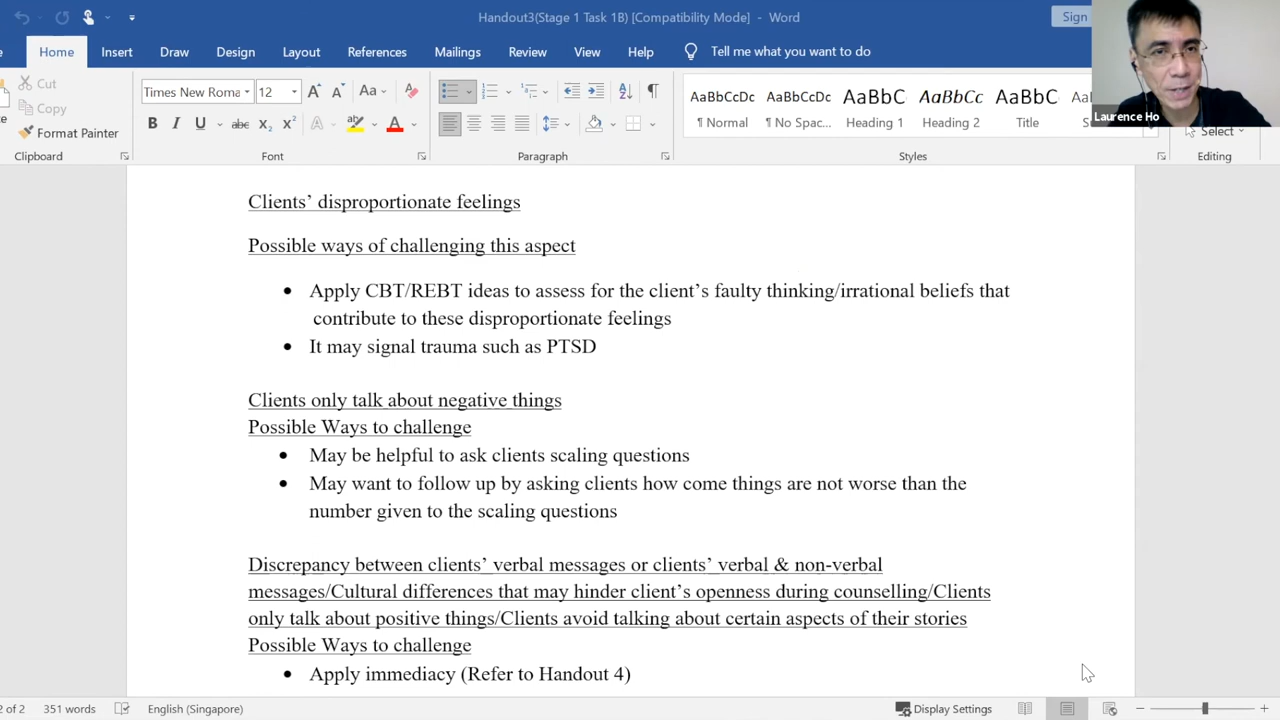 Handout3(Stage 1 Task 1B) [Compatibility Mode] - Word
Sign
Home Insert Draw Design Layout References Mailings Review View Help Tell me what you want to do
Cut
Copy
Format Painter
Clipboard
Times New Roma 12
Font
Paragraph
AaBbCcDc AaBbCcDc AaBbC AaBbCc AaBbC
¶ Normal ¶ No Spac... Heading 1 Heading 2 Title
Styles
Select
Editing
Laurence Ho
Clients’ disproportionate feelings
Possible ways of challenging this aspect
• Apply CBT/REBT ideas to assess for the client’s faulty thinking/irrational beliefs that
contribute to these disproportionate feelings
• It may signal trauma such as PTSD
Clients only talk about negative things
Possible Ways to challenge
• May be helpful to ask clients scaling questions
• May want to follow up by asking clients how come things are not worse than the
number given to the scaling questions
Discrepancy between clients’ verbal messages or clients’ verbal & non-verbal
messages/Cultural differences that may hinder client’s openness during counselling/Clients
only talk about positive things/Clients avoid talking about certain aspects of their stories
Possible Ways to challenge
• Apply immediacy (Refer to Handout 4)
2 of 2 351 words English (Singapore) Display Settings